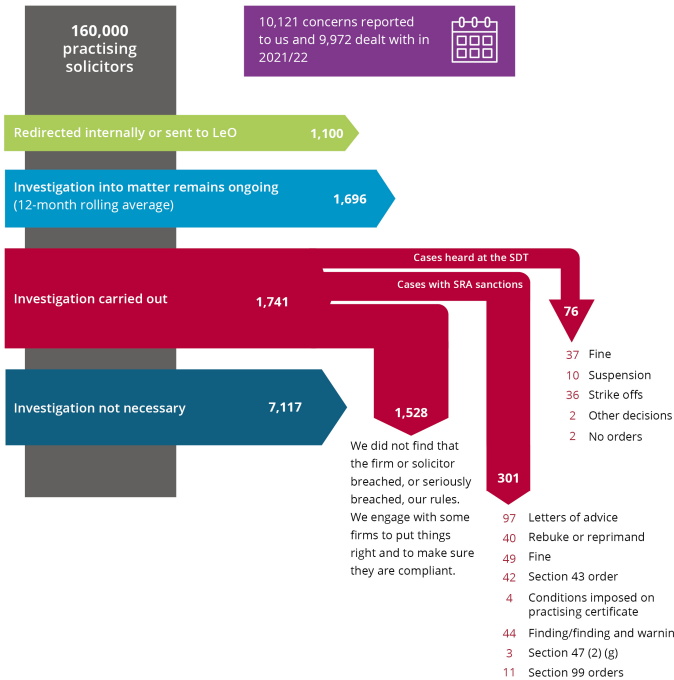 160,000
practising
solicitors
10,121 concerns reported
to us and 9,972 dealt with in
2021/22
Redirected internally or sent to LeO
1,100
Investigation into matter remains ongoing
(12-month rolling average)
1,696
Cases heard at the SDT
Cases with SRA sanctions
Investigation carried out
1,741
76
37 Fine
10 Suspension
36 Strike offs
2 Other decisions
2 No orders
Investigation not necessary
7,117
1,528
We did not find that
the firm or solicitor
breached, or seriously
breached, our rules.
We engage with some
firms to put things
right and to make sure
they are compliant.
301
97 Letters of advice
40 Rebuke or reprimand
49 Fine
42 Section 43 order
4 Conditions imposed on
practising certificate
44 Finding/finding and warnin
3 Section 47 (2) (g)
11 Section 99 orders